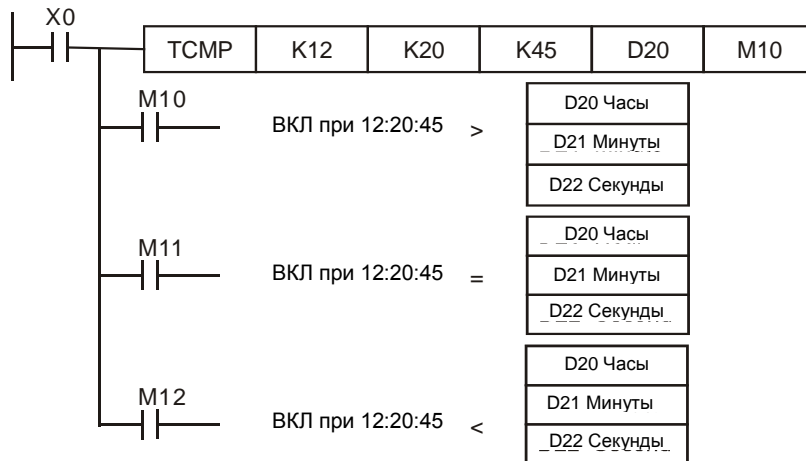 X0
TCMP K12 K20 K45 D20 M10
M10
ВКЛ при 12:20:45 >
D20 Часы
D21 Минуты
D22 Секунды
M11
ВКЛ при 12:20:45 =
D20 Часы
D21 Минуты
D22 Секунды
M12
ВКЛ при 12:20:45 <
D20 Часы
D21 Минуты
D22 Секунды